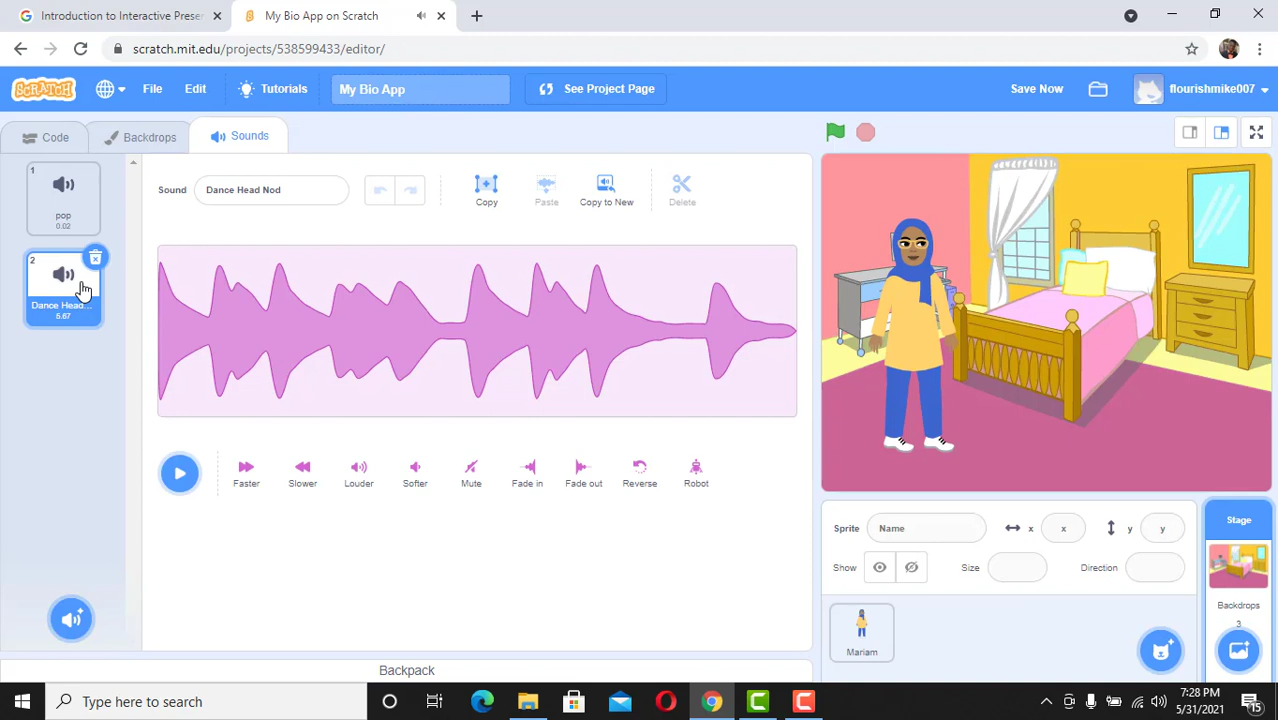 Introduction to Interactive Preser
My Bio App on Scratch
scratch.mit.edu/projects/538599433/editor/
SCRATCH
File
Edit
Tutorials
My Bio App
See Project Page
Save Now
flourishmike007
Code
Backdrops
Sounds
1
pop
0.02
2
Dance Head...
5.67
Sound
Dance Head Nod
Copy
Paste
Copy to New
Delete
Faster
Slower
Louder
Softer
Mute
Fade in
Fade out
Reverse
Robot
Sprite
Name
x
x
y
y
Show
Size
Direction
Mariam
Stage
Backdrops
3
Backpack
Type here to search
7:28 PM
5/31/2021
15